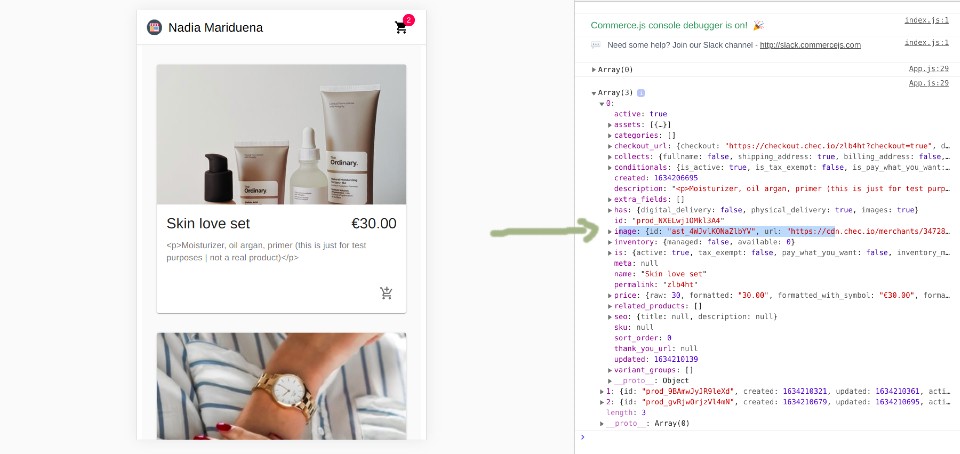 Nadia Mariduena
2
Ordinary.
Ordinary.
Skin love set €30.00
<p>Moisturizer, oil argan, primer (this is just for test
purposes | not a real product)</p>
Commerce.js console debugger is on! 🎉 index.js:1
Need some help? Join our Slack channel - http://slack.commercejs.com index.js:1
▶Array(0) App.js:29
App.js:29
▼Array(3) i
▼0:
active: true
▶assets: [{…}]
▶categories: []
▶checkout_url: {checkout: "https://checkout.chec.io/zlb4ht?checkout=true", d…
▶collects: {fullname: false, shipping_address: true, billing_address: false,…
▶conditionals: {is_active: true, is_tax_exempt: false, is_pay_what_you_want:…
created: 1634206695
description: "<p>Moisturizer, oil argan, primer (this is just for test purp…
▶extra_fields: []
▶has: {digital_delivery: false, physical_delivery: true, images: true}
id: "prod_NXELwj1OMkl3A4"
▶image: {id: "ast_4WJvlKONaZlbYV", url: "https://cdn.chec.io/merchants/34728…
▶inventory: {managed: false, available: 0}
▶is: {active: true, tax_exempt: false, pay_what_you_want: false, inventory_m…
meta: null
name: "Skin love set"
permalink: "zlb4ht"
▶price: {raw: 30, formatted: "30.00", formatted_with_symbol: "€30.00", forma…
▶related_products: []
▶seo: {title: null, description: null}
sku: null
sort_order: 0
thank_you_url: null
updated: 1634210139
▶variant_groups: []
▶__proto__: Object
▶1: {id: "prod_9BAmwJyJR9leXd", created: 1634210321, updated: 1634210361, acti…
▶2: {id: "prod_gvRjwOrjzVl4mN", created: 1634210679, updated: 1634210695, acti…
length: 3
▶__proto__: Array(0)
›